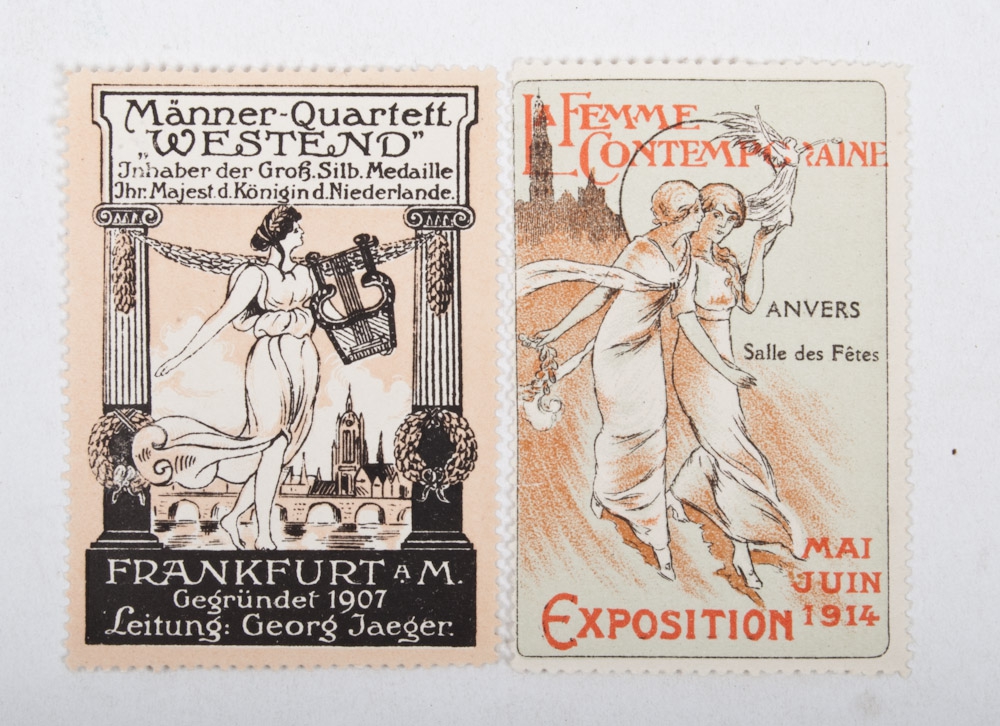 Männer-Quartett
„WESTEND”
Inhaber der Groß. Silb. Medaille
Ihr. Majest d. Königin d. Niederlande.
FRANKFURT A M.
Gegründet 1907
Leitung: Georg Jaeger.
LA FEMME
CONTEMPORAINE
ANVERS
Salle des Fêtes
MAI
JUIN
1914
EXPOSITION